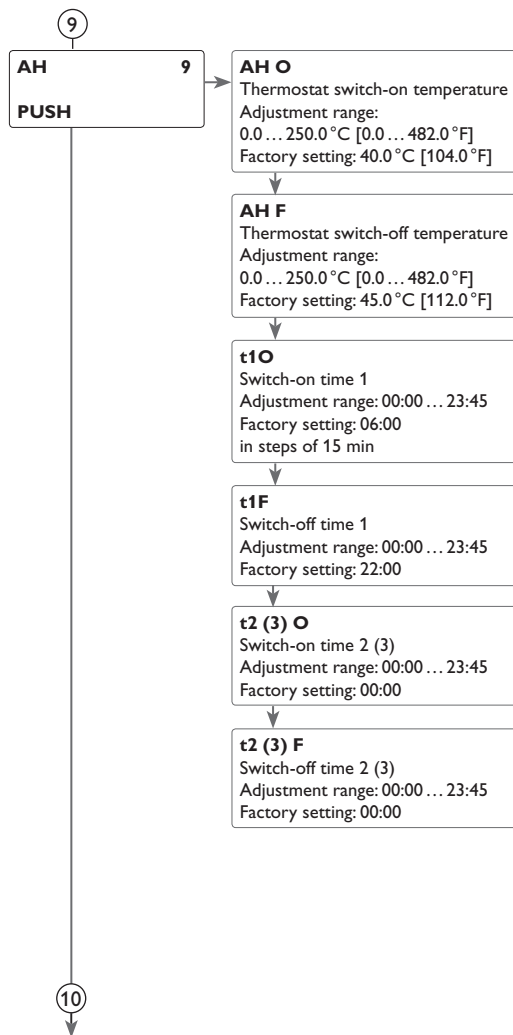 9
AH 9
PUSH
AH O
Thermostat switch-on temperature
Adjustment range:
0.0 … 250.0 °C [0.0 … 482.0 °F]
Factory setting: 40.0 °C [104.0 °F]
AH F
Thermostat switch-off temperature
Adjustment range:
0.0 … 250.0 °C [0.0 … 482.0 °F]
Factory setting: 45.0 °C [112.0 °F]
t1O
Switch-on time 1
Adjustment range: 00:00 … 23:45
Factory setting: 06:00
in steps of 15 min
t1F
Switch-off time 1
Adjustment range: 00:00 … 23:45
Factory setting: 22:00
t2 (3) O
Switch-on time 2 (3)
Adjustment range: 00:00 … 23:45
Factory setting: 00:00
t2 (3) F
Switch-off time 2 (3)
Adjustment range: 00:00 … 23:45
Factory setting: 00:00
10